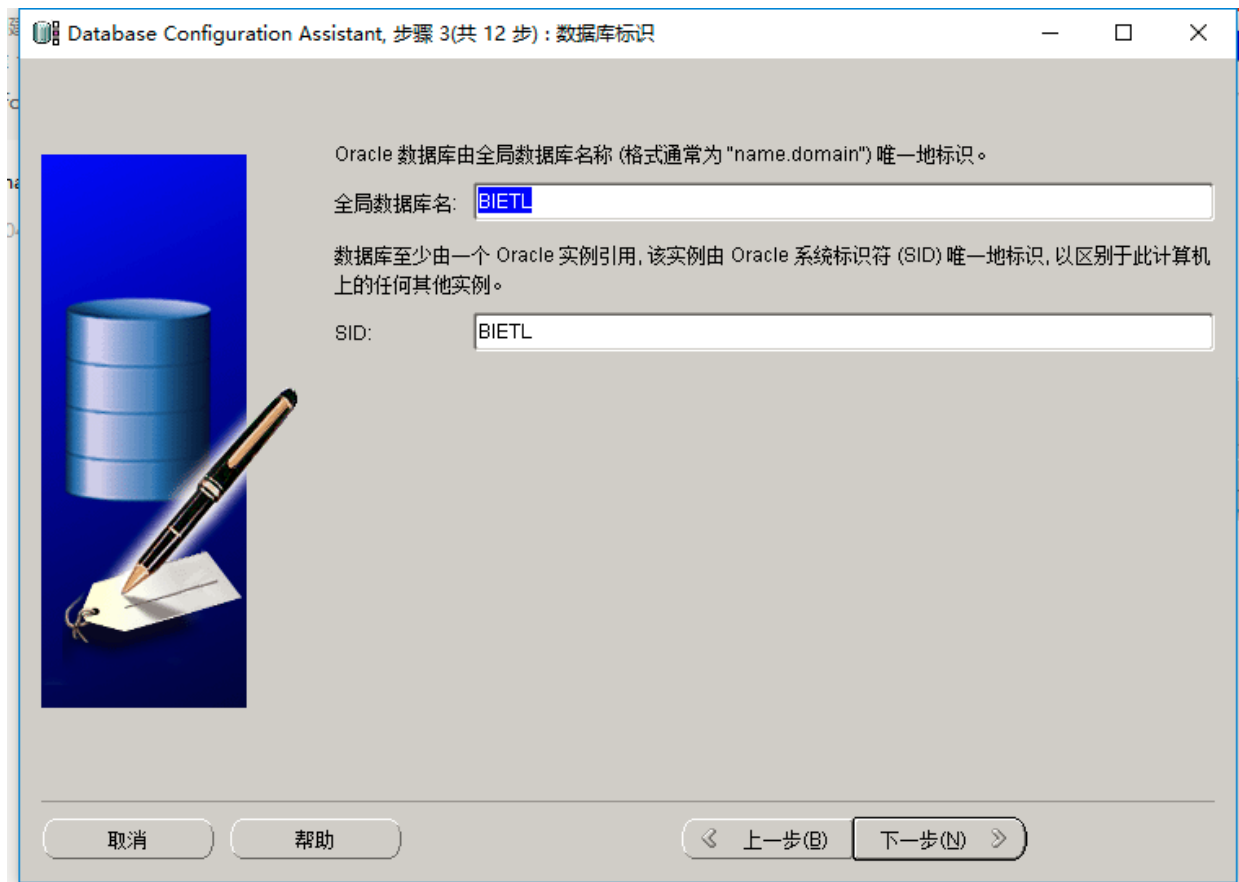 Database Configuration Assistant, 步骤 3(共 12 步) : 数据库标识
Oracle 数据库由全局数据库名称 (格式通常为 "name.domain") 唯一地标识。
全局数据库名: BIETL
数据库至少由一个 Oracle 实例引用, 该实例由 Oracle 系统标识符 (SID) 唯一地标识, 以区别于此计算机
上的任何其他实例。
SID: BIETL
取消 帮助 上一步(B) 下一步(N)